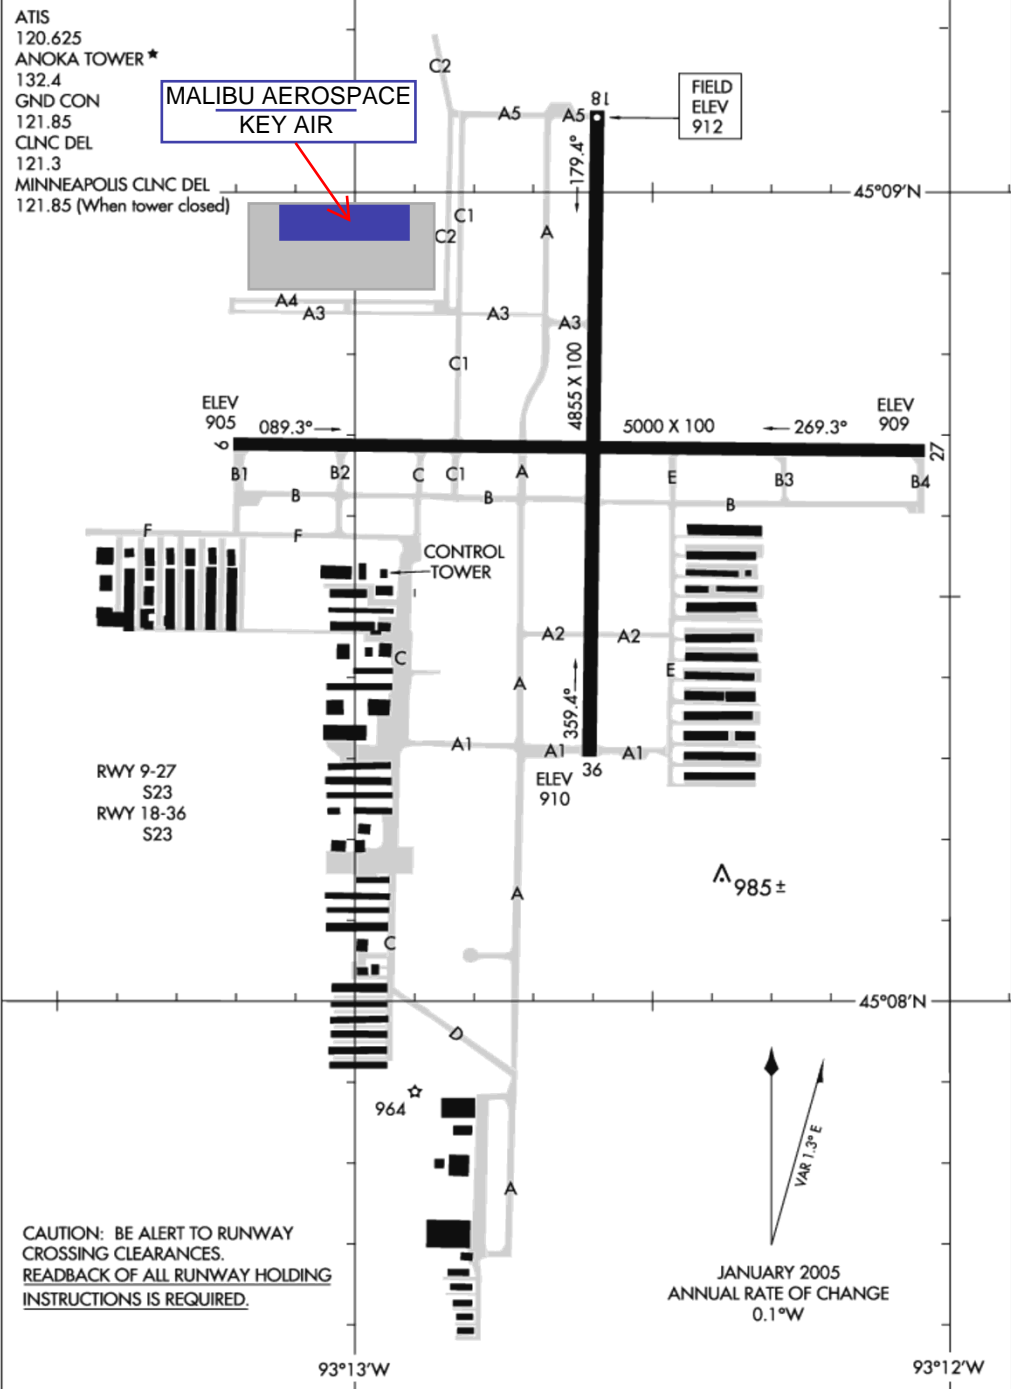 ATIS
120.625
ANOKA TOWER★
132.4
GND CON
121.85
CLNC DEL
121.3
MINNEAPOLIS CLNC DEL
121.85 (When tower closed)
MALIBU AEROSPACE
KEY AIR
C2
A5
A5
18
FIELD
ELEV
912
179.4°
45°09'N
C1
C2
A
A4
A3
A3
A3
C1
4855 X 100
ELEV
905
089.3°
5000 X 100
269.3°
ELEV
909
9
27
B1
B2
C
C1
A
E
B3
B4
B
B
B
F
F
CONTROL
TOWER
A2
A2
C
E
A
359.4°
A1
A1
A1
36
ELEV
910
RWY 9-27
S23
RWY 18-36
S23
985 ±
A
C
45°08'N
D
964
VAR 1.3° E
A
CAUTION: BE ALERT TO RUNWAY
CROSSING CLEARANCES.
READBACK OF ALL RUNWAY HOLDING
INSTRUCTIONS IS REQUIRED.
JANUARY 2005
ANNUAL RATE OF CHANGE
0.1°W
93°13'W
93°12'W